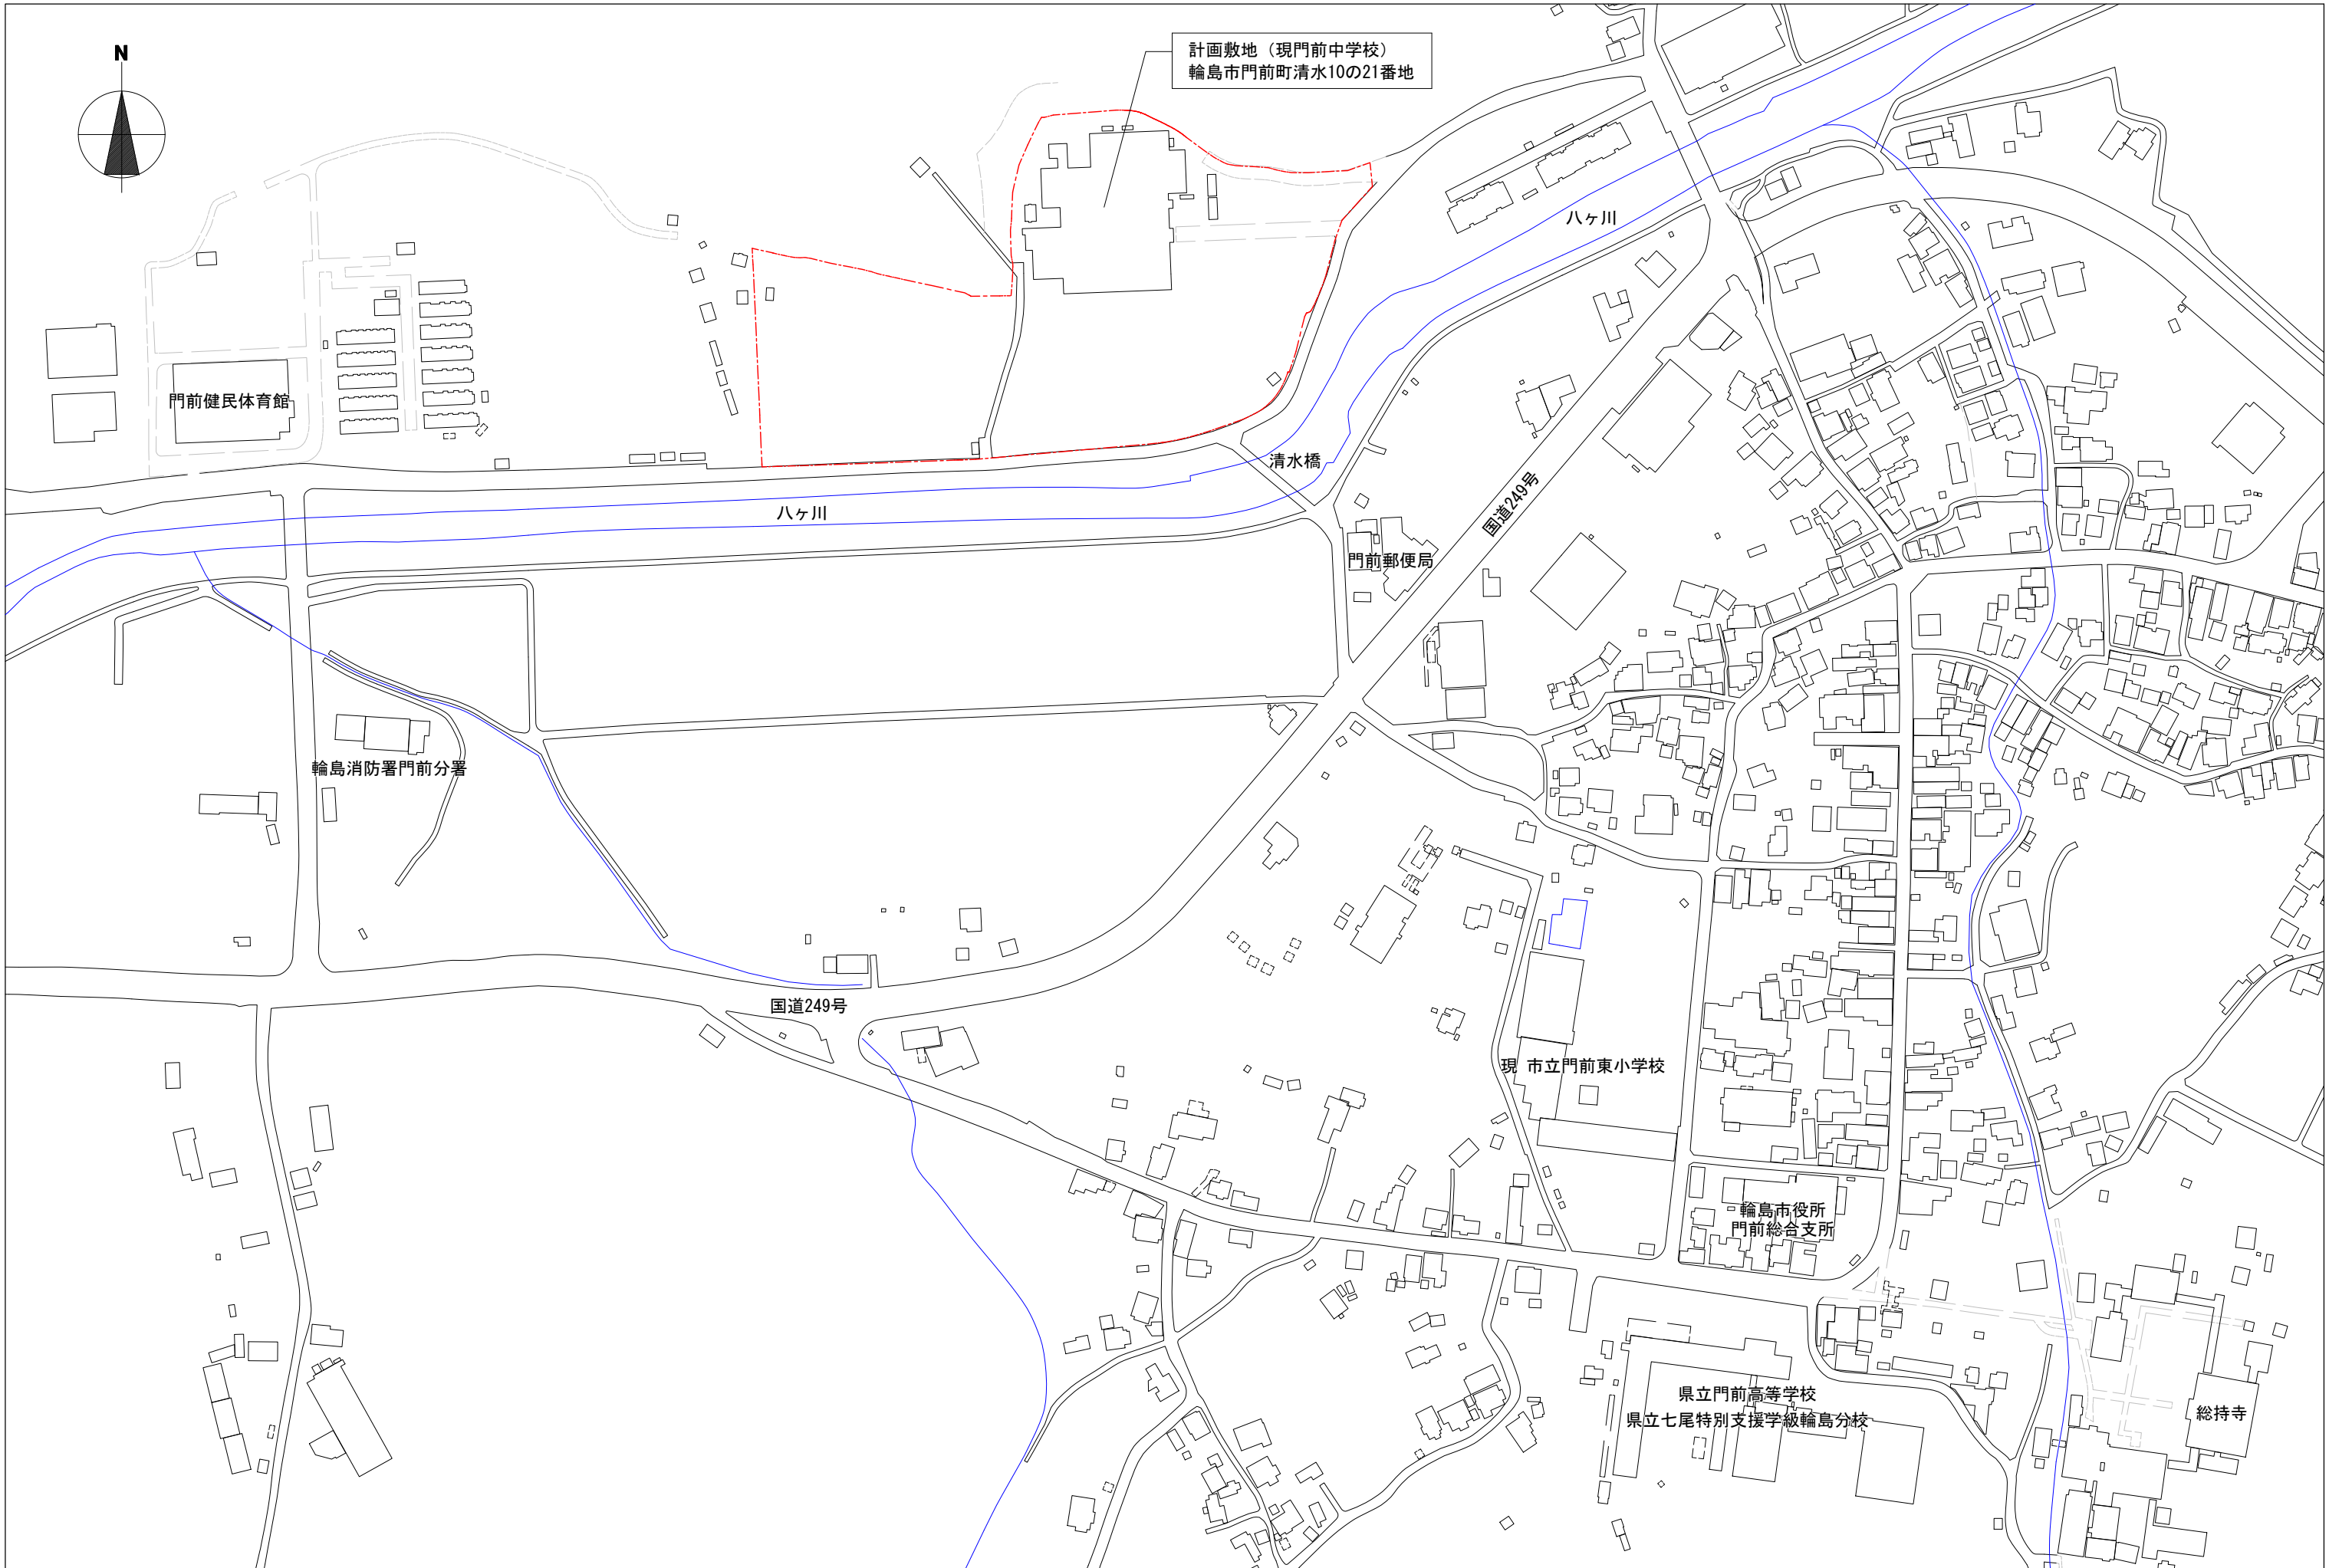 N
計画敷地（現門前中学校）
輪島市門前町清水10の21番地
八ヶ川
門前健民体育館
清水橋
国道249号
八ヶ川
門前郵便局
輪島消防署門前分署
国道249号
現 市立門前東小学校
輪島市役所
門前総合支所
県立門前高等学校
県立七尾特別支援学級輪島分校
総持寺